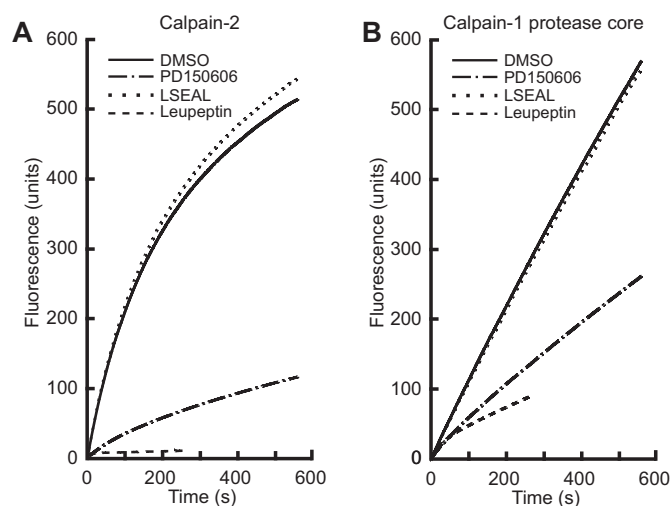 A
Calpain-2
Fluorescence (units)
600
500
400
300
200
100
0
DMSO
PD150606
LSEAL
Leupeptin
0 200 400 600
Time (s)
B
Calpain-1 protease core
Fluorescence (units)
600
500
400
300
200
100
0
DMSO
PD150606
LSEAL
Leupeptin
0 200 400 600
Time (s)